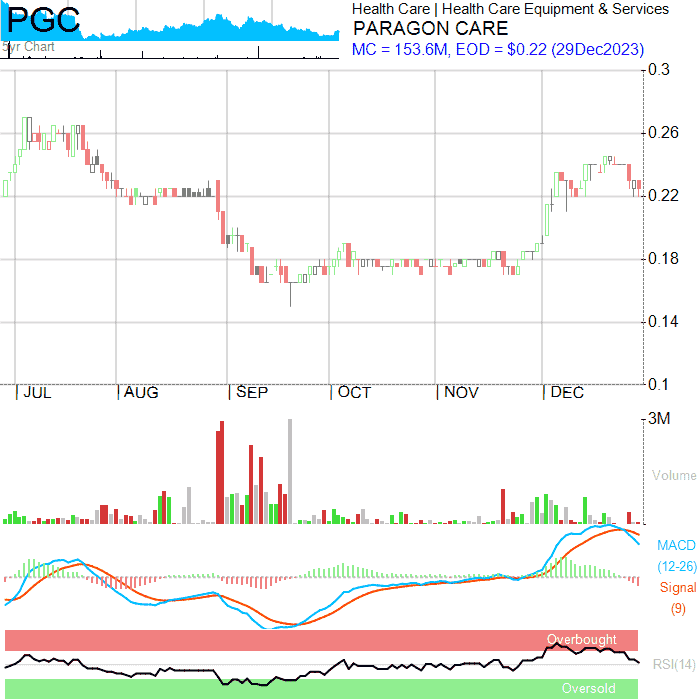 PGC
5yr Chart
Health Care | Health Care Equipment & Services
PARAGON CARE
MC = 153.6M, EOD = $0.22 (29Dec2023)
0.3
0.26
0.22
0.18
0.14
0.1
JUL AUG SEP OCT NOV DEC
3M
Volume
MACD
(12-26)
Signal
(9)
Overbought
RSI(14)
Oversold